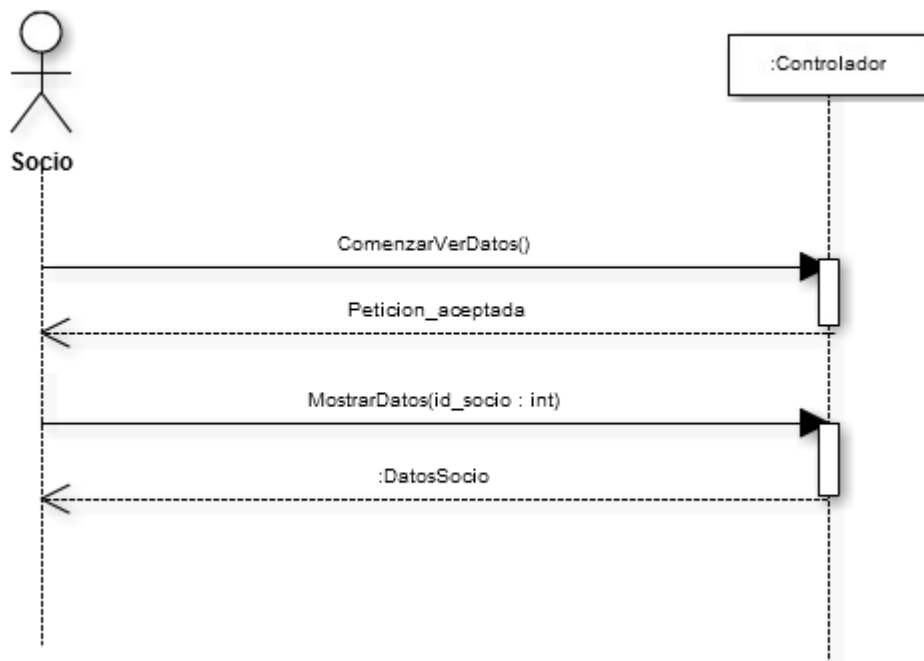 :Controlador
Socio
ComenzarVerDatos()
Peticion_aceptada
MostrarDatos(id_socio : int)
:DatosSocio